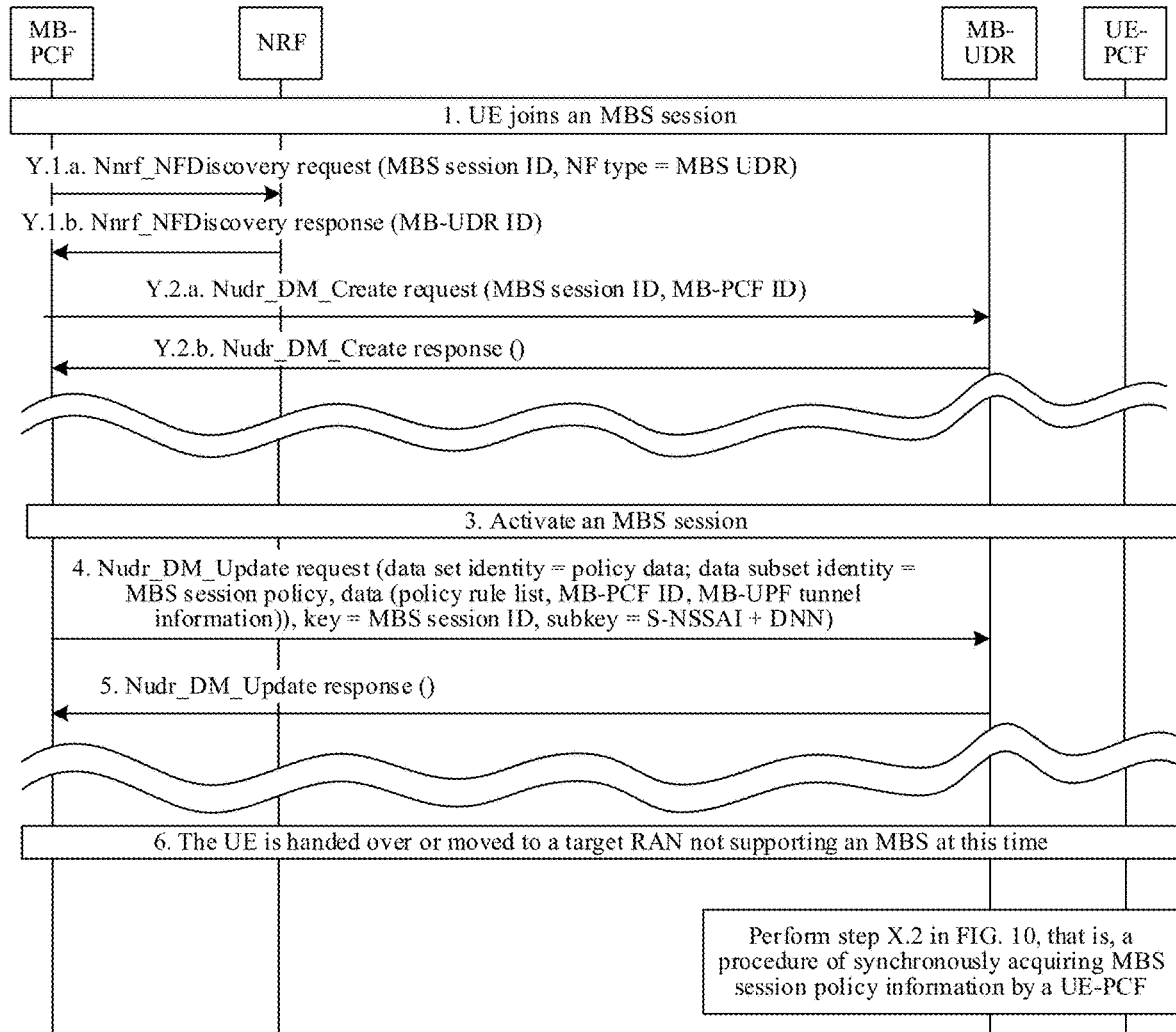 MB-
PCF
NRF
MB-
UDR
UE-
PCF
1. UE joins an MBS session
Y.1.a. Nnrf_NFDiscovery request (MBS session ID, NF type = MBS UDR)
Y.1.b. Nnrf_NFDiscovery response (MB-UDR ID)
Y.2.a. Nudr_DM_Create request (MBS session ID, MB-PCF ID)
Y.2.b. Nudr_DM_Create response ()
3. Activate an MBS session
4. Nudr_DM_Update request (data set identity = policy data; data subset identity =
MBS session policy, data (policy rule list, MB-PCF ID, MB-UPF tunnel
information)), key = MBS session ID, subkey = S-NSSAI + DNN)
5. Nudr_DM_Update response ()
6. The UE is handed over or moved to a target RAN not supporting an MBS at this time
Perform step X.2 in FIG. 10, that is, a
procedure of synchronously acquiring MBS
session policy information by a UE-PCF